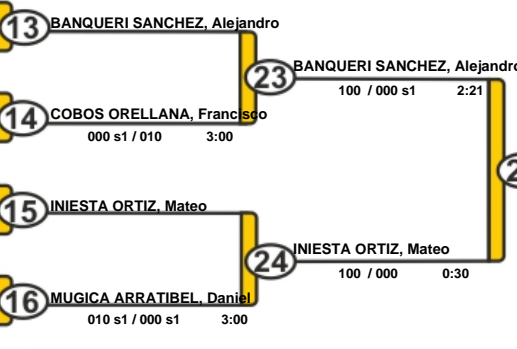 13 BANQUERI SANCHEZ, Alejandro
23 BANQUERI SANCHEZ, Alejandro
100 / 000 s1 2:21
14 COBOS ORELLANA, Francisco
000 s1 / 010 3:00
15 INIESTA ORTIZ, Mateo
24 INIESTA ORTIZ, Mateo
100 / 000 0:30
16 MUGICA ARRATIBEL, Daniel
010 s1 / 000 s1 3:00